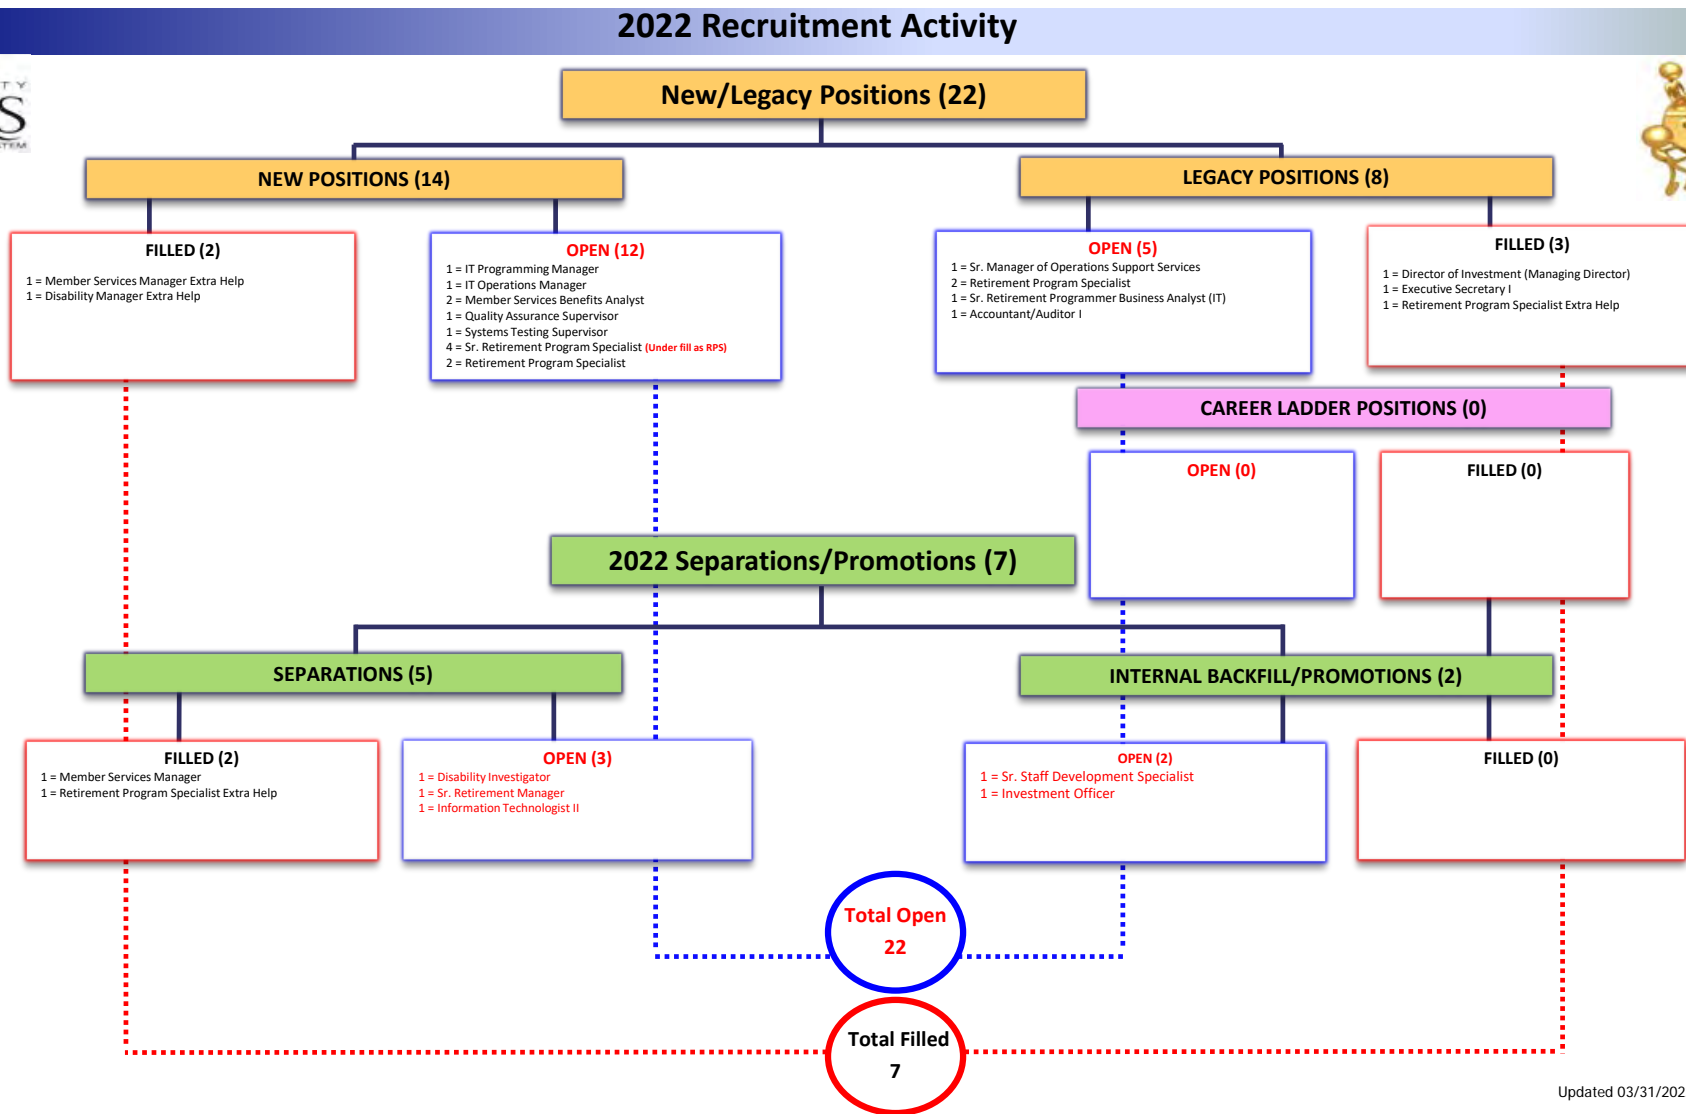 2022 Recruitment Activity
T Y
S
STEM
New/Legacy Positions (22)
NEW POSITIONS (14)
LEGACY POSITIONS (8)
FILLED (2)
1 = Member Services Manager Extra Help
1 = Disability Manager Extra Help
OPEN (12)
1 = IT Programming Manager
1 = IT Operations Manager
2 = Member Services Benefits Analyst
1 = Quality Assurance Supervisor
1 = Systems Testing Supervisor
4 = Sr. Retirement Program Specialist (Under fill as RPS)
2 = Retirement Program Specialist
OPEN (5)
1 = Sr. Manager of Operations Support Services
2 = Retirement Program Specialist
1 = Sr. Retirement Programmer Business Analyst (IT)
1 = Accountant/Auditor I
FILLED (3)
1 = Director of Investment (Managing Director)
1 = Executive Secretary I
1 = Retirement Program Specialist Extra Help
CAREER LADDER POSITIONS (0)
OPEN (0)
FILLED (0)
2022 Separations/Promotions (7)
SEPARATIONS (5)
INTERNAL BACKFILL/PROMOTIONS (2)
FILLED (2)
1 = Member Services Manager
1 = Retirement Program Specialist Extra Help
OPEN (3)
1 = Disability Investigator
1 = Sr. Retirement Manager
1 = Information Technologist II
OPEN (2)
1 = Sr. Staff Development Specialist
1 = Investment Officer
FILLED (0)
Total Open
22
Total Filled
7
Updated 03/31/202